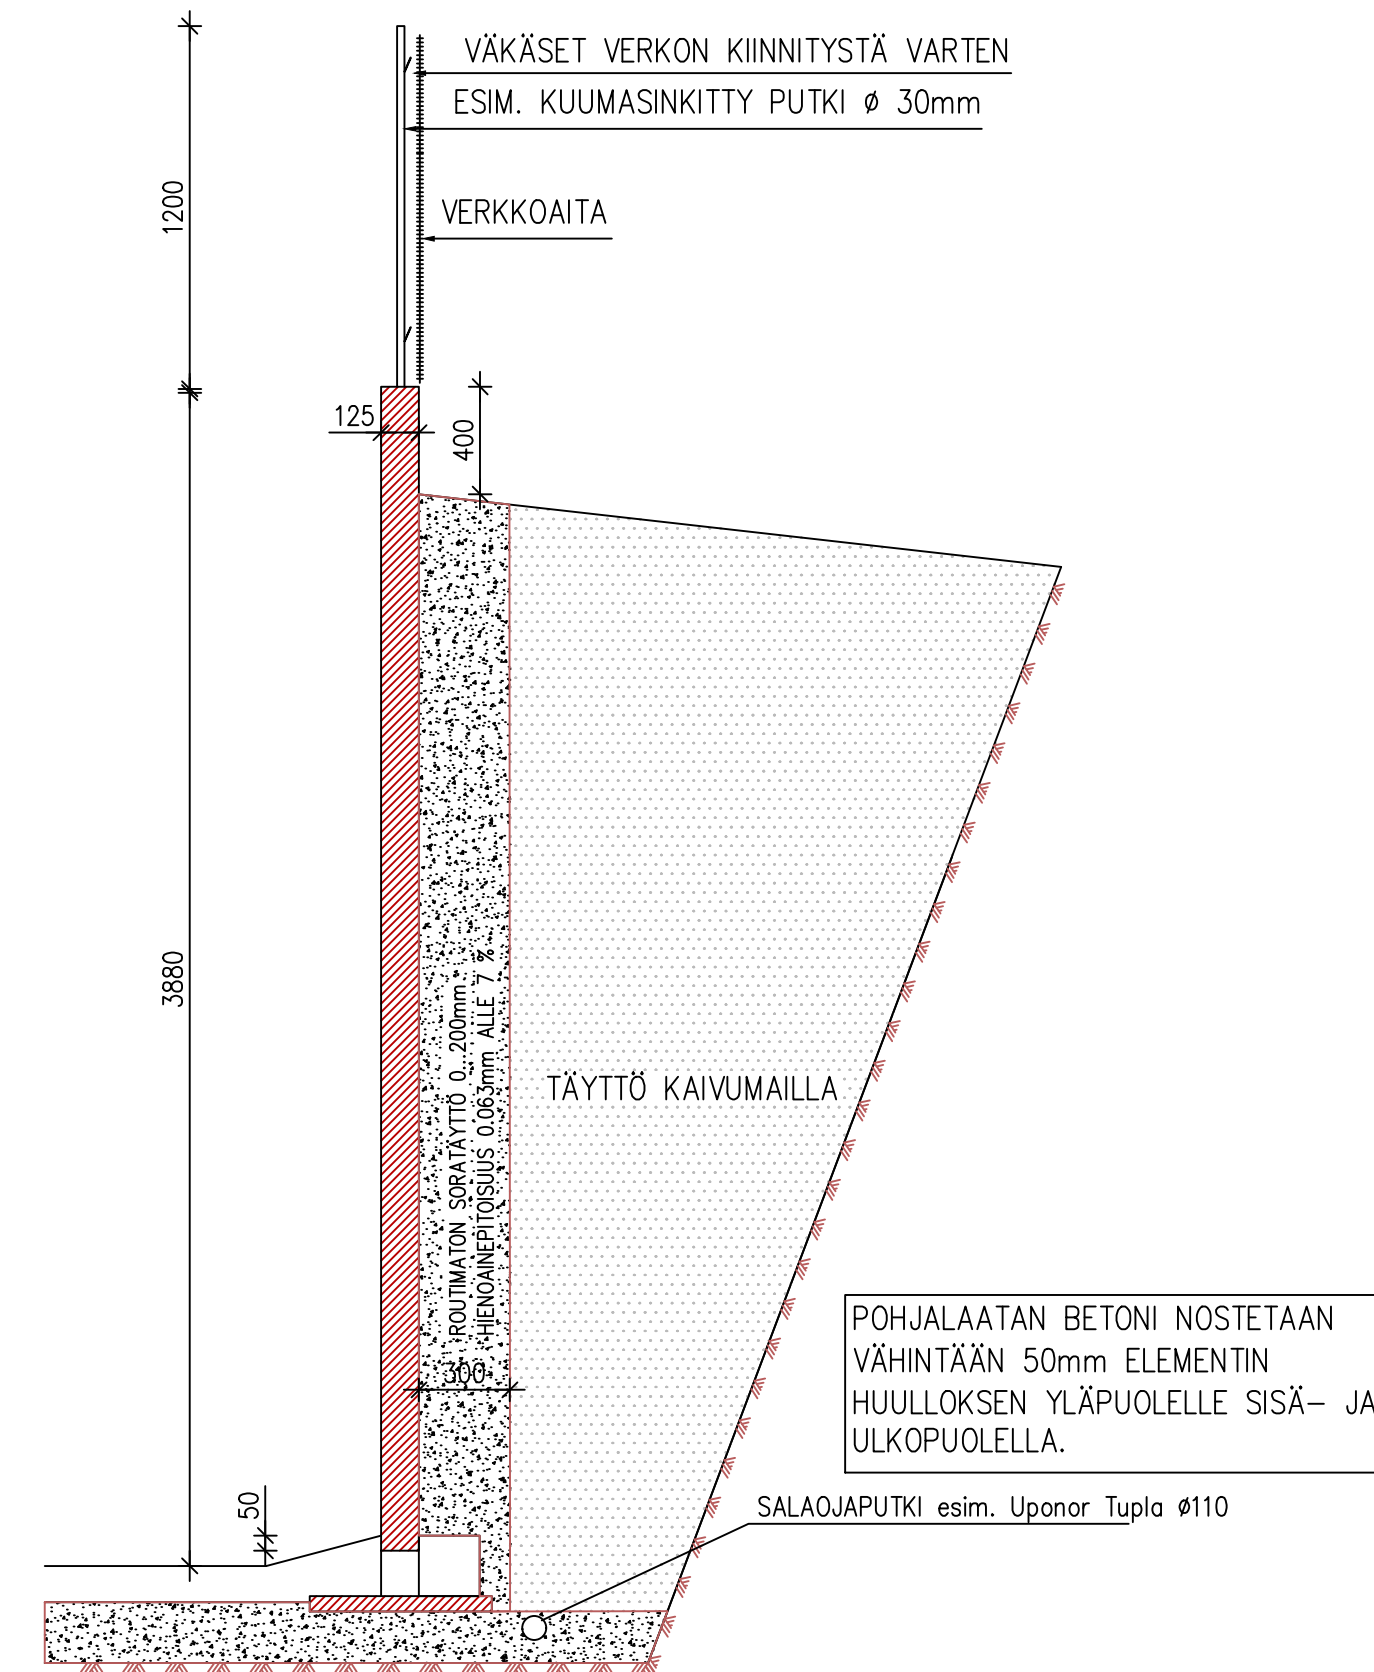 VÄKÄSET VERKON KIINNITYSTÄ VARTEN
ESIM. KUUMASINKITTY PUTKI ø 30mm
1200
VERKKOAITA
125
400
3880
ROUTIMATON SORATÄYTTÖ 0...200mm
HIENOAINEPITOISUUS 0.063mm ALLE 7 %
TÄYTTÖ KAIVUMAILLA
300
POHJALAATAN BETONI NOSTETAAN
VÄHINTÄÄN 50mm ELEMENTIN
HUULLOKSEN YLÄPUOLELLE SISÄ- JA
ULKOPUOLELLA.
50
SALAOJAPUTKI esim. Uponor Tupla ø110